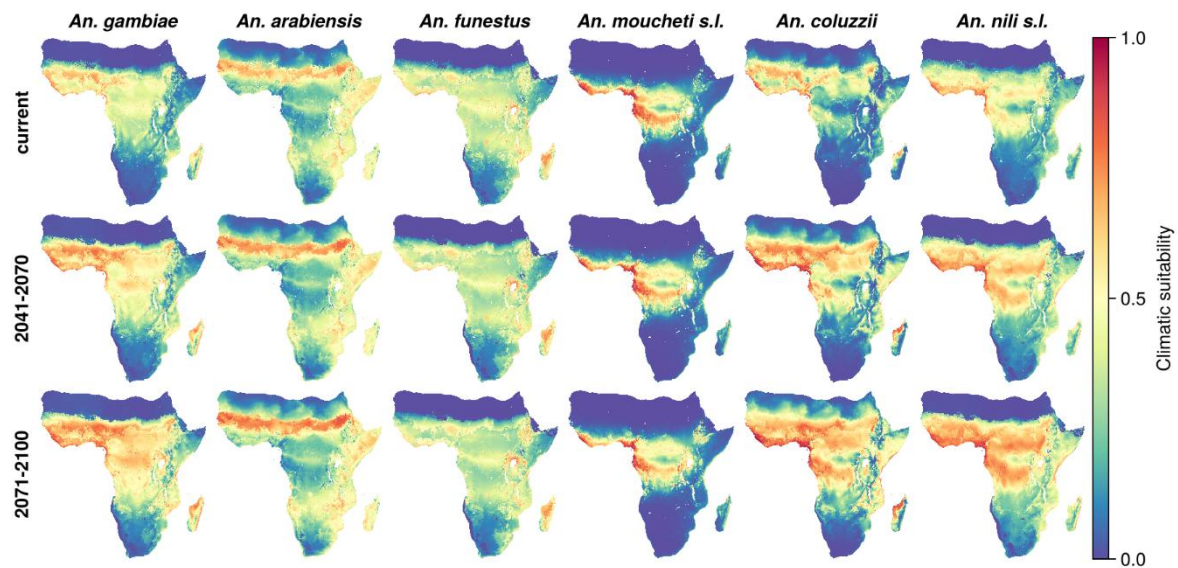 An. gambiae An. arabiensis An. funestus An. moucheti s.l. An. coluzzii An. nili s.l.
current
2041-2070
2071-2100
1.0
0.5
0.0
Climatic suitability